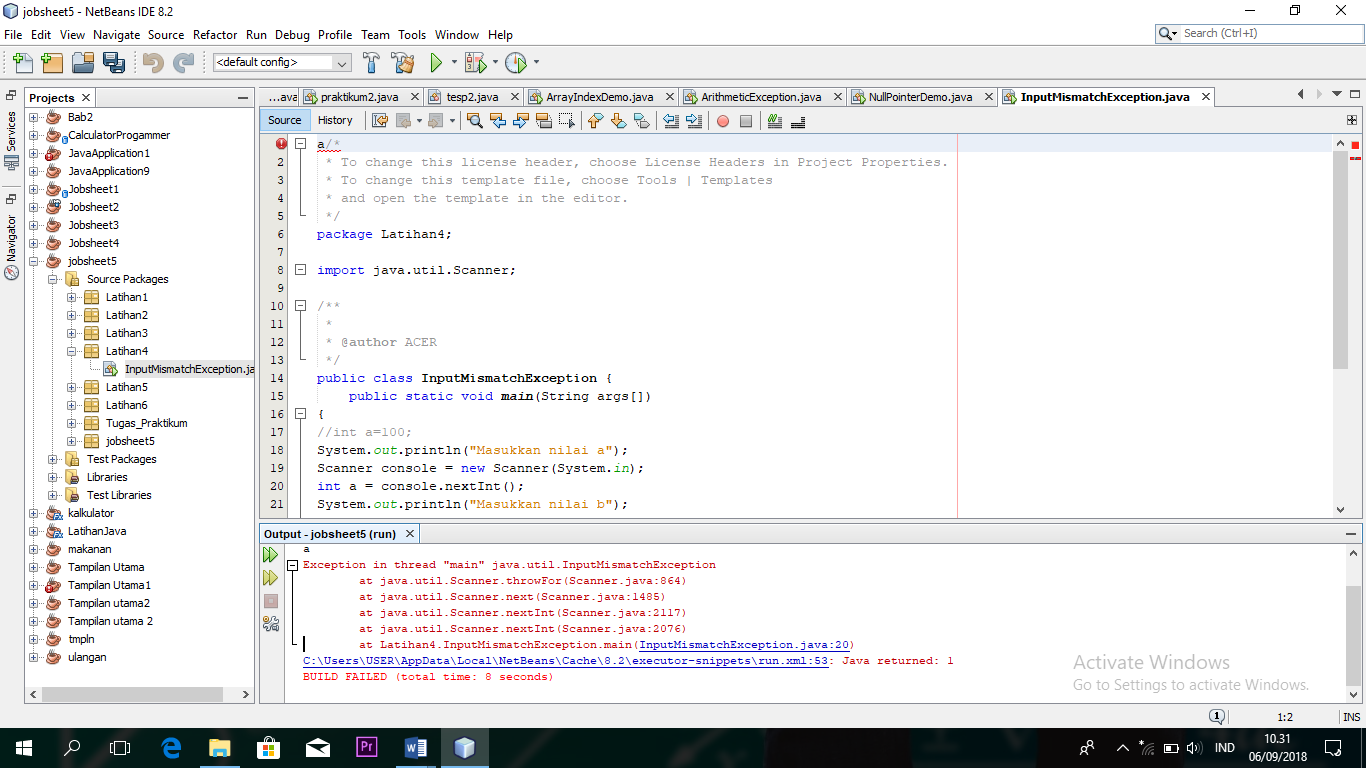 jobsheet5 - NetBeans IDE 8.2
File Edit View Navigate Source Refactor Run Debug Profile Team Tools Window Help
Search (Ctrl+I)
<default config>
Projects
...ava praktikum2.java tesp2.java ArrayIndexDemo.java ArithmeticException.java NullPointerDemo.java InputMismatchException.java
Services
Navigator
Bab2
CalculatorProgammer
JavaApplication1
JavaApplication9
Jobsheet1
Jobsheet2
Jobsheet3
Jobsheet4
jobsheet5
Source Packages
Latihan1
Latihan2
Latihan3
Latihan4
InputMismatchException.ja
Latihan5
Latihan6
Tugas_Praktikum
jobsheet5
Test Packages
Libraries
Test Libraries
kalkulator
LatihanJava
makanan
Tampilan Utama
Tampilan Utama1
Tampilan utama2
Tampilan utama 2
tmpln
ulangan
Source History
a/*
2 * To change this license header, choose License Headers in Project Properties.
3 * To change this template file, choose Tools | Templates
4 * and open the template in the editor.
5 */
6 package Latihan4;
7
8 import java.util.Scanner;
9
10 /**
11 *
12 * @author ACER
13 */
14 public class InputMismatchException {
15 public static void main(String args[])
16 {
17 //int a=100;
18 System.out.println("Masukkan nilai a");
19 Scanner console = new Scanner(System.in);
20 int a = console.nextInt();
21 System.out.println("Masukkan nilai b");
Output - jobsheet5 (run)
a
Exception in thread "main" java.util.InputMismatchException
at java.util.Scanner.throwFor(Scanner.java:864)
at java.util.Scanner.next(Scanner.java:1485)
at java.util.Scanner.nextInt(Scanner.java:2117)
at java.util.Scanner.nextInt(Scanner.java:2076)
at Latihan4.InputMismatchException.main(InputMismatchException.java:20)
C:\Users\USER\AppData\Local\NetBeans\Cache\8.2\executor-snippets\run.xml:53: Java returned: 1
BUILD FAILED (total time: 8 seconds)
Activate Windows
Go to Settings to activate Windows.
1 1:2 INS
Pr
IND
10.31
06/09/2018